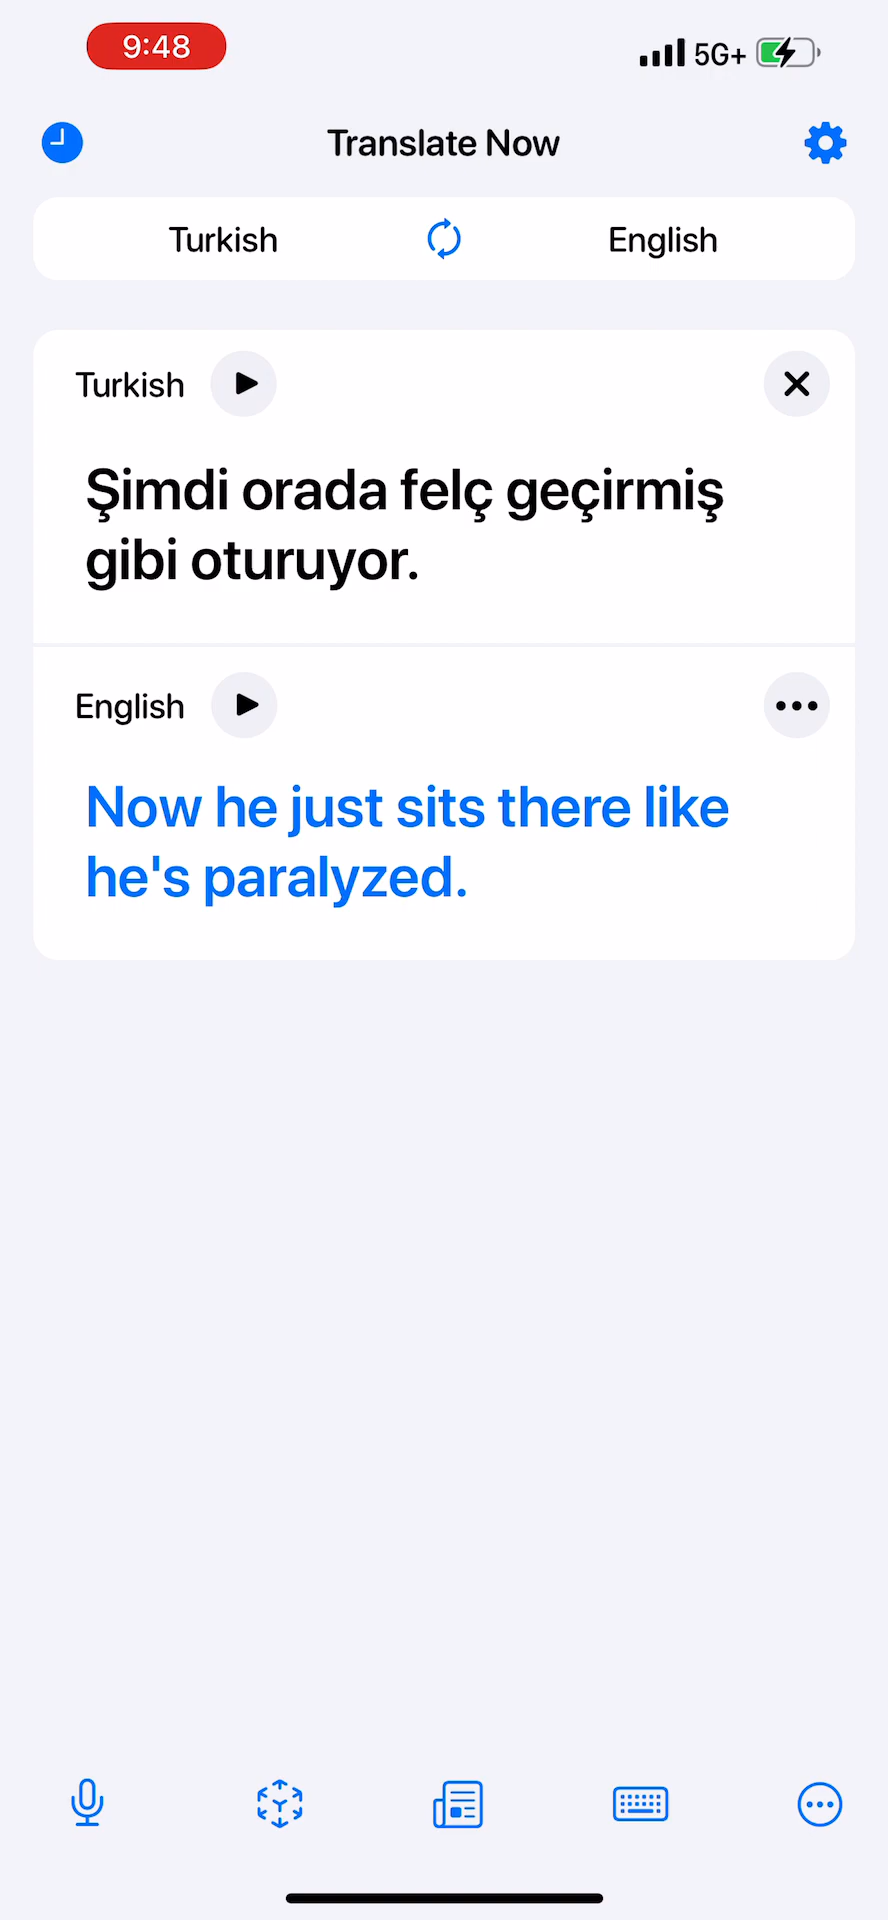 9:48
5G+
Translate Now
Turkish
English
Turkish
Şimdi orada felç geçirmiş
gibi oturuyor.
English
Now he just sits there like
he's paralyzed.